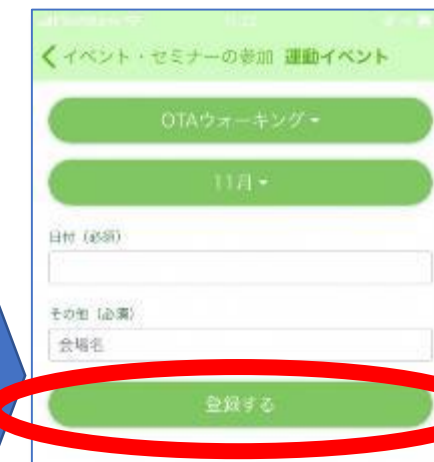 イベント・セミナーの参加 運動イベント
OTAウォーキング
11月
日付 (必須)
その他 (必須)
会場名
登録する